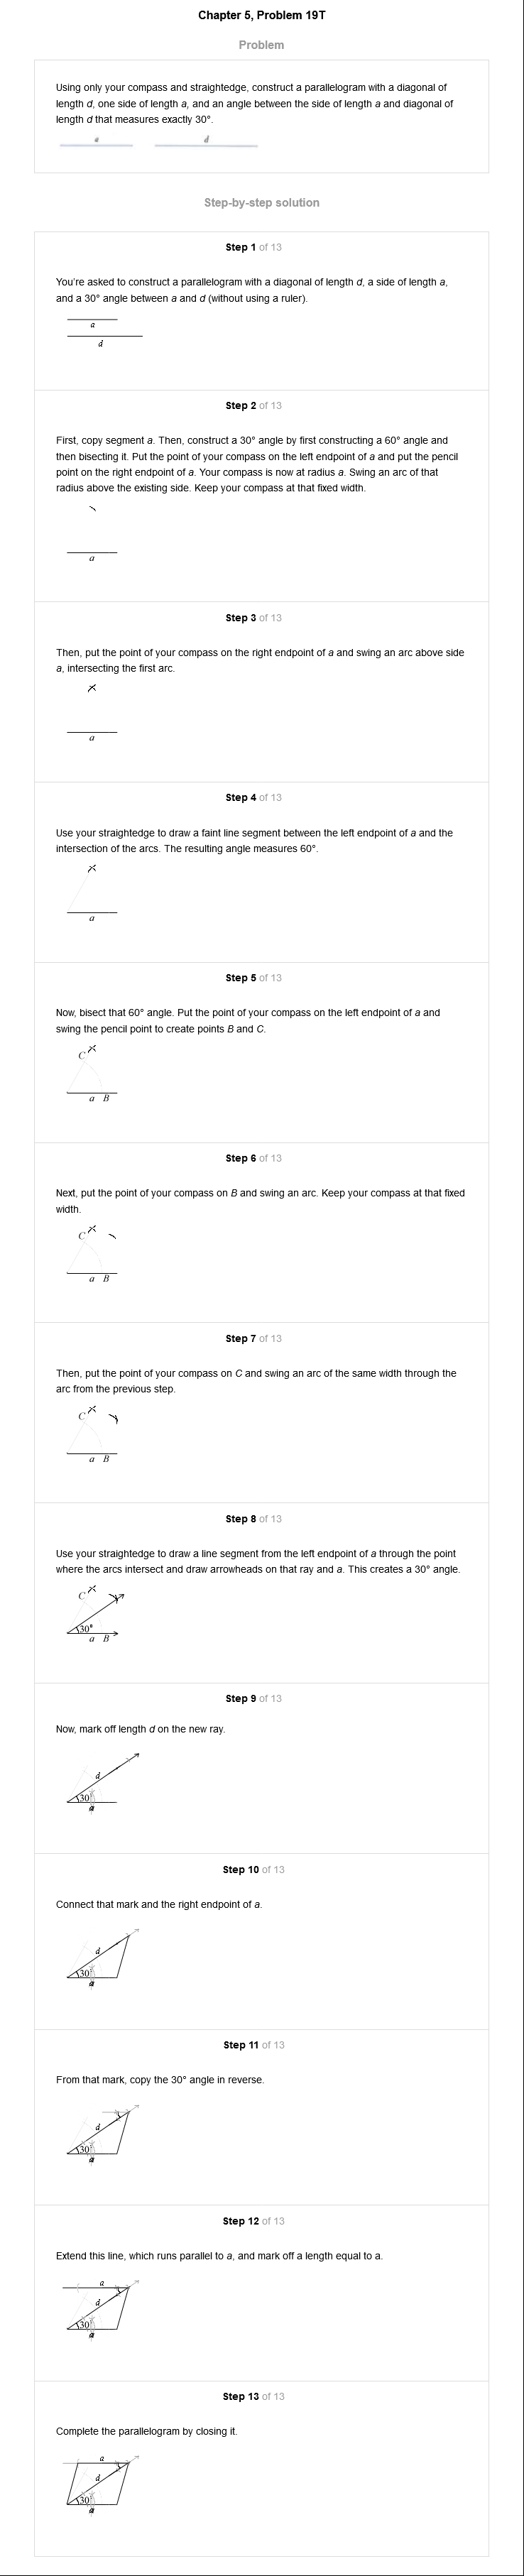 Chapter 5, Problem 19T
Problem
Using only your compass and straightedge, construct a parallelogram with a diagonal of
length d, one side of length a, and an angle between the side of length a and diagonal of
length d that measures exactly 30°.
a d
Step-by-step solution
Step 1 of 13
You're asked to construct a parallelogram with a diagonal of length d, a side of length a,
and a 30° angle between a and d (without using a ruler).
a
d
Step 2 of 13
First, copy segment a. Then, construct a 30° angle by first constructing a 60° angle and
then bisecting it. Put the point of your compass on the left endpoint of a and put the pencil
point on the right endpoint of a. Your compass is now at radius a. Swing an arc of that
radius above the existing side. Keep your compass at that fixed width.
a
Step 3 of 13
Then, put the point of your compass on the right endpoint of a and swing an arc above side
a, intersecting the first arc.
a
Step 4 of 13
Use your straightedge to draw a faint line segment between the left endpoint of a and the
intersection of the arcs. The resulting angle measures 60°.
a
Step 5 of 13
Now, bisect that 60° angle. Put the point of your compass on the left endpoint of a and
swing the pencil point to create points B and C.
C
a B
Step 6 of 13
Next, put the point of your compass on B and swing an arc. Keep your compass at that fixed
width.
C
a B
Step 7 of 13
Then, put the point of your compass on C and swing an arc of the same width through the
arc from the previous step.
C
a B
Step 8 of 13
Use your straightedge to draw a line segment from the left endpoint of a through the point
where the arcs intersect and draw arrowheads on that ray and a. This creates a 30° angle.
C
30°
a B
Step 9 of 13
Now, mark off length d on the new ray.
d
30°
a
Step 10 of 13
Connect that mark and the right endpoint of a.
d
30°
a
Step 11 of 13
From that mark, copy the 30° angle in reverse.
d
30°
a
Step 12 of 13
Extend this line, which runs parallel to a, and mark off a length equal to a.
a
d
30°
a
Step 13 of 13
Complete the parallelogram by closing it.
a
d
30°
a